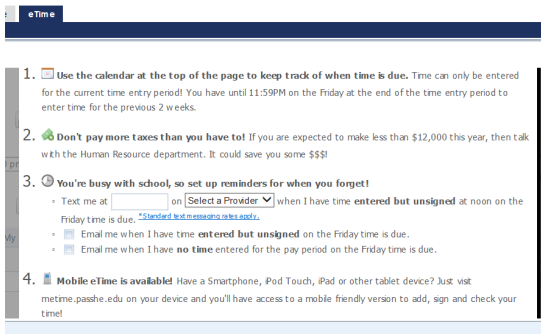 eTime
1. Use the calendar at the top of the page to keep track of when time is due. Time can only be entered
for the current time entry period! You have until 11:59PM on the Friday at the end of the time entry period to
enter time for the previous 2 weeks.
2. Don't pay more taxes than you have to! If you are expected to make less than $12,000 this year, then talk
with the Human Resource department. It could save you some $$$!
3. You're busy with school, so set up reminders for when you forget!
Text me at on Select a Provider when I have time entered but unsigned at noon on the
Friday time is due. *Standard text messaging rates apply.
Email me when I have time entered but unsigned on the Friday time is due.
Email me when I have no time entered for the pay period on the Friday time is due.
My
4. Mobile eTime is available! Have a Smartphone, iPod Touch, iPad or other tablet device? Just visit
metime.passhe.edu on your device and you'll have access to a mobile friendly version to add, sign and check your
time!